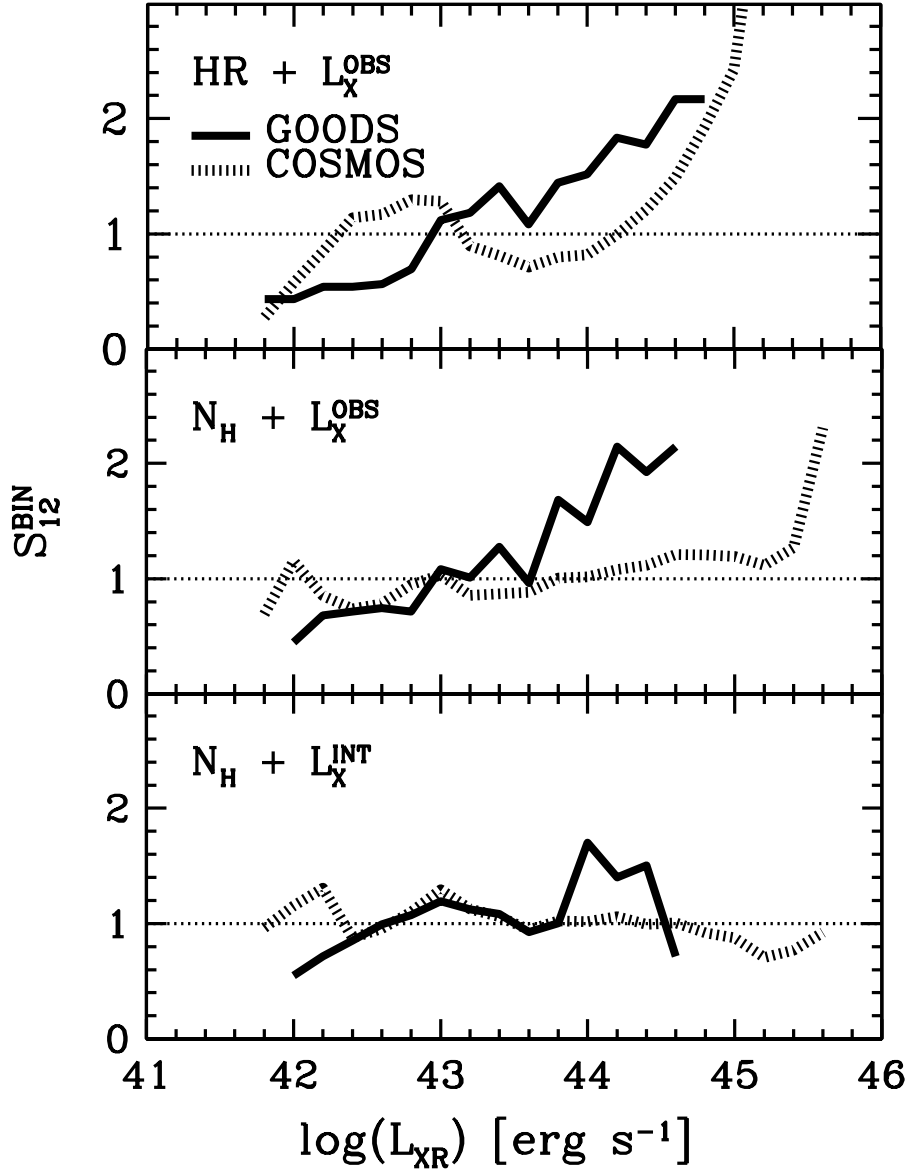 HR + L_X^OBS
GOODS
COSMOS
2
1
0
N_H + L_X^OBS
2
1
0
S_12^BIN
N_H + L_X^INT
2
1
0
41 42 43 44 45 46
log(L_XR) [erg s⁻¹]